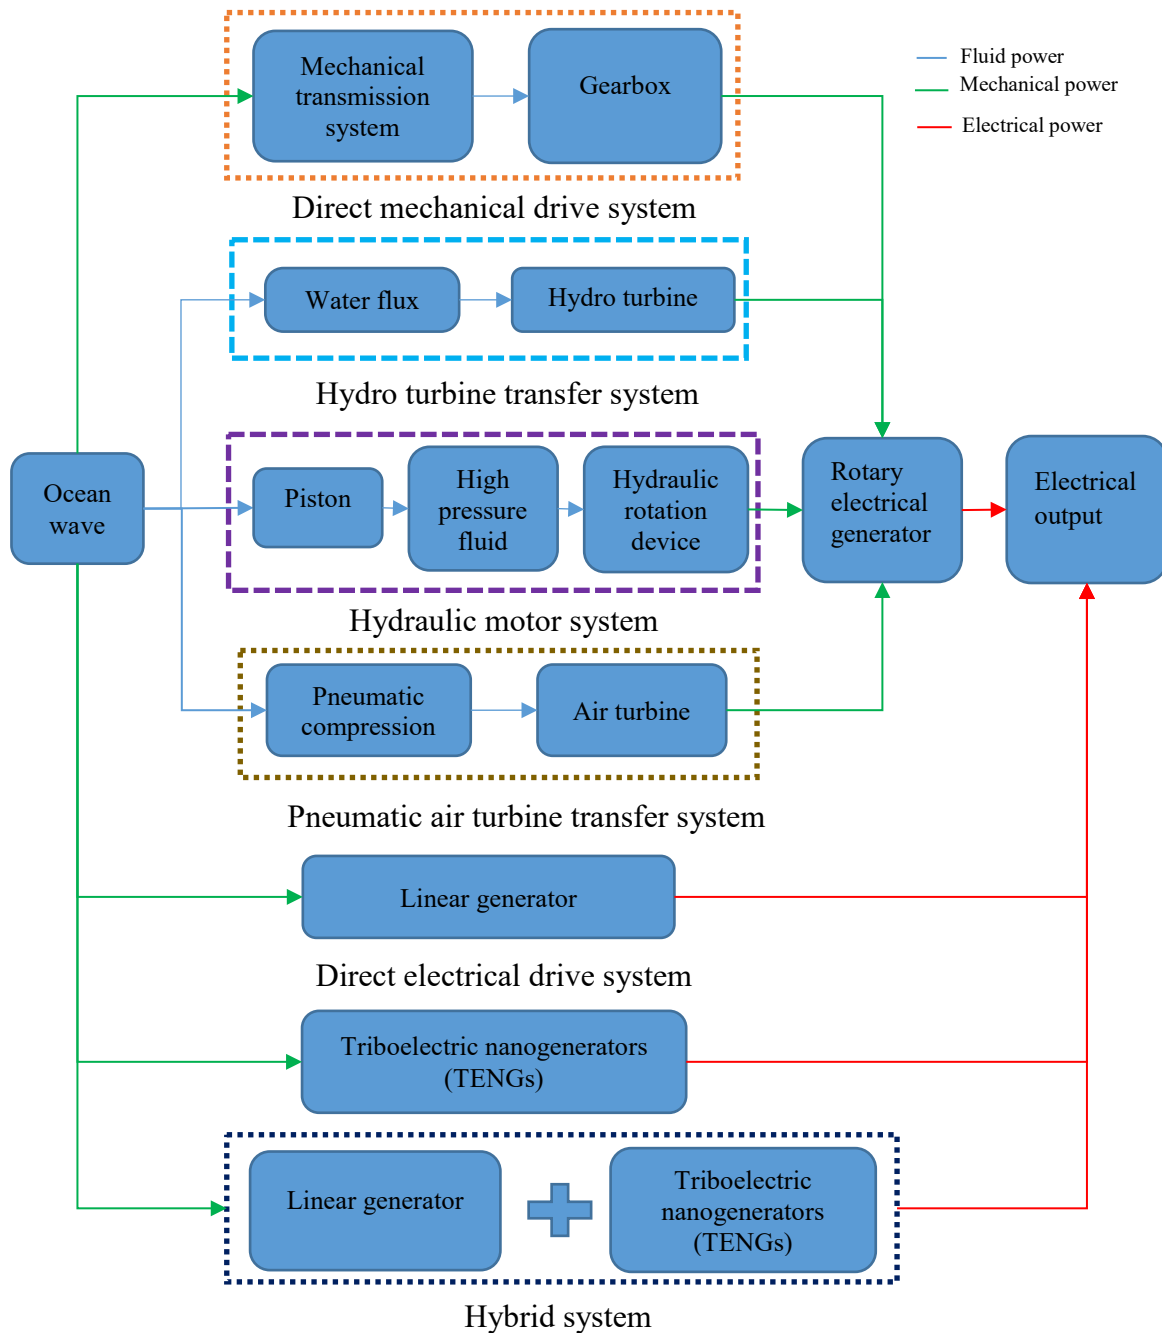 Mechanical
transmission
system
Gearbox
Fluid power
Mechanical power
Electrical power
Direct mechanical drive system
Water flux
Hydro turbine
Hydro turbine transfer system
Ocean
wave
Piston
High
pressure
fluid
Hydraulic
rotation
device
Rotary
electrical
generator
Electrical
output
Hydraulic motor system
Pneumatic
compression
Air turbine
Pneumatic air turbine transfer system
Linear generator
Direct electrical drive system
Triboelectric nanogenerators
(TENGs)
Linear generator
Triboelectric
nanogenerators
(TENGs)
Hybrid system